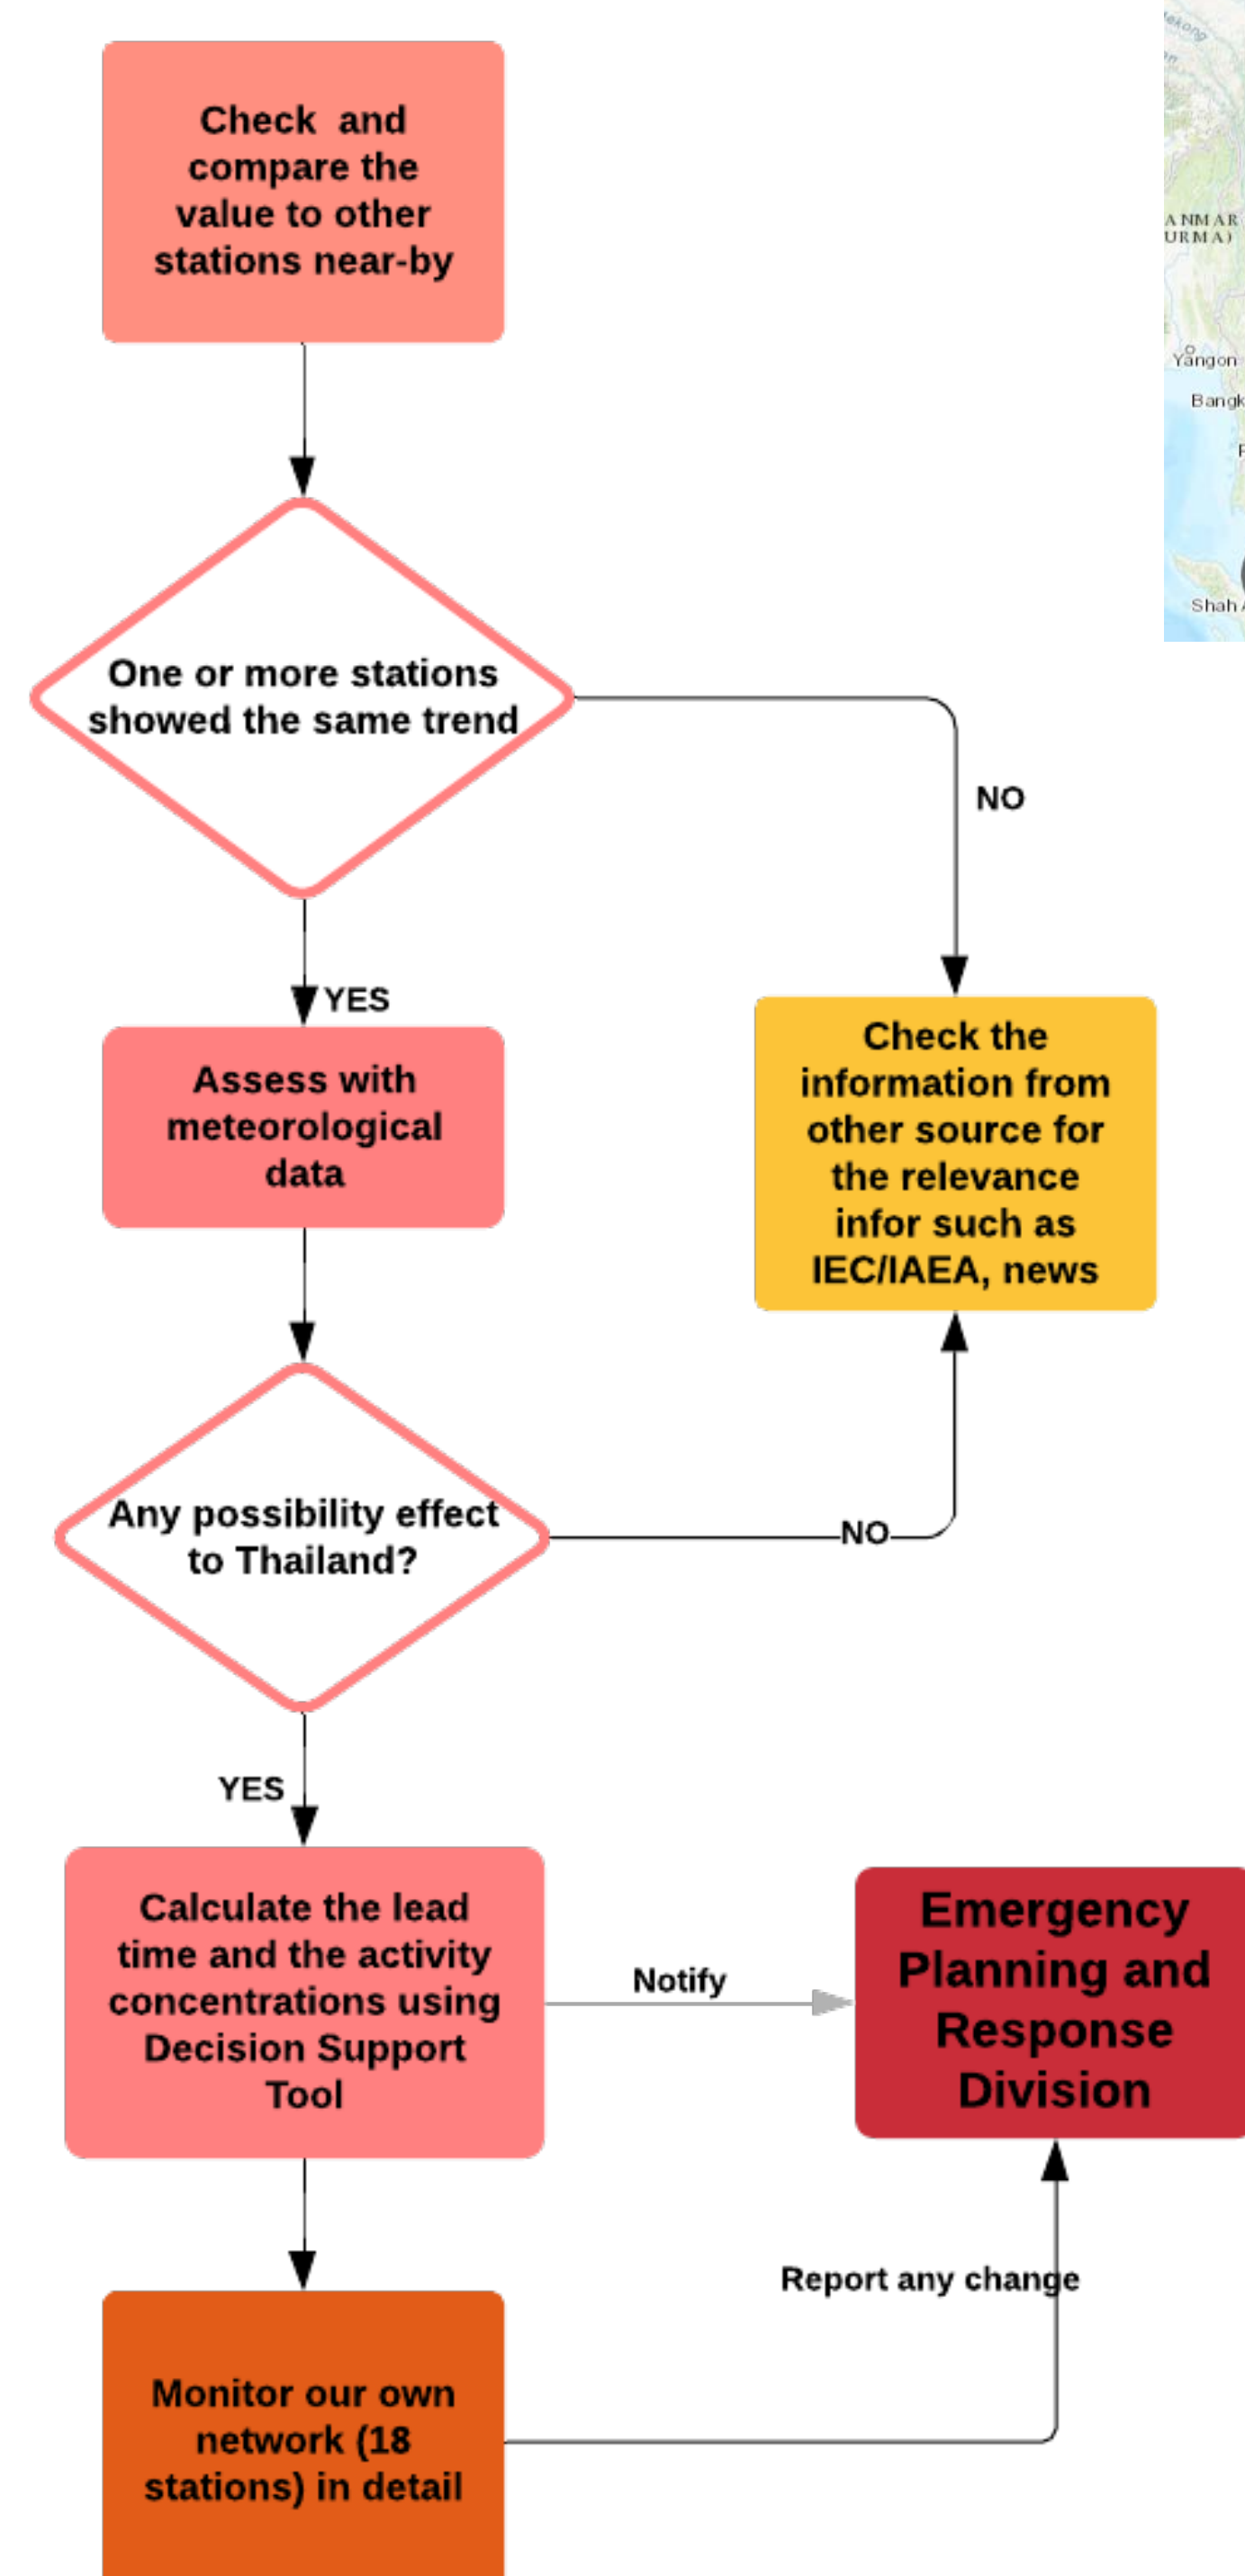 Check and
compare the
value to other
stations near-by
One or more stations
showed the same trend
NO
YES
Assess with
meteorological
data
Check the
information from
other source for
the relevance
infor such as
IEC/IAEA, news
Any possibility effect
to Thailand?
NO
YES
Calculate the lead
time and the activity
concentrations using
Decision Support
Tool
Notify
Emergency
Planning and
Response
Division
Report any change
Monitor our own
network (18
stations) in detail
ANMAR
URMA)
Yangon
Bangk
Shah A